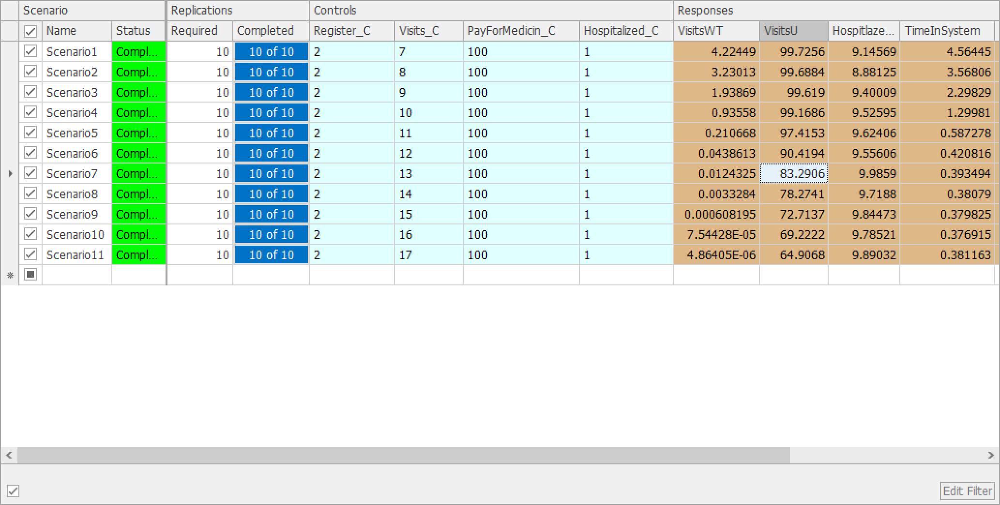 Scenario Replications Controls Responses
Name Status Required Completed Register_C Visits_C PayForMedicin_C Hospitalized_C VisitsWT VisitsU Hospitlaze... TimeInSystem
Scenario1 Compl... 10 10 of 10 2 7 100 1 4.22449 99.7256 9.14569 4.56445
Scenario2 Compl... 10 10 of 10 2 8 100 1 3.23013 99.6884 8.88125 3.56806
Scenario3 Compl... 10 10 of 10 2 9 100 1 1.93869 99.619 9.40009 2.29829
Scenario4 Compl... 10 10 of 10 2 10 100 1 0.93558 99.1686 9.52595 1.29981
Scenario5 Compl... 10 10 of 10 2 11 100 1 0.210668 97.4153 9.62406 0.587278
Scenario6 Compl... 10 10 of 10 2 12 100 1 0.0438613 90.4194 9.55606 0.420816
Scenario7 Compl... 10 10 of 10 2 13 100 1 0.0124325 83.2906 9.9859 0.393494
Scenario8 Compl... 10 10 of 10 2 14 100 1 0.0033284 78.2741 9.7188 0.38079
Scenario9 Compl... 10 10 of 10 2 15 100 1 0.000608195 72.7137 9.84473 0.379825
Scenario10 Compl... 10 10 of 10 2 16 100 1 7.54428E-05 69.2222 9.78521 0.376915
Scenario11 Compl... 10 10 of 10 2 17 100 1 4.86405E-06 64.9068 9.89032 0.381163
Edit Filter